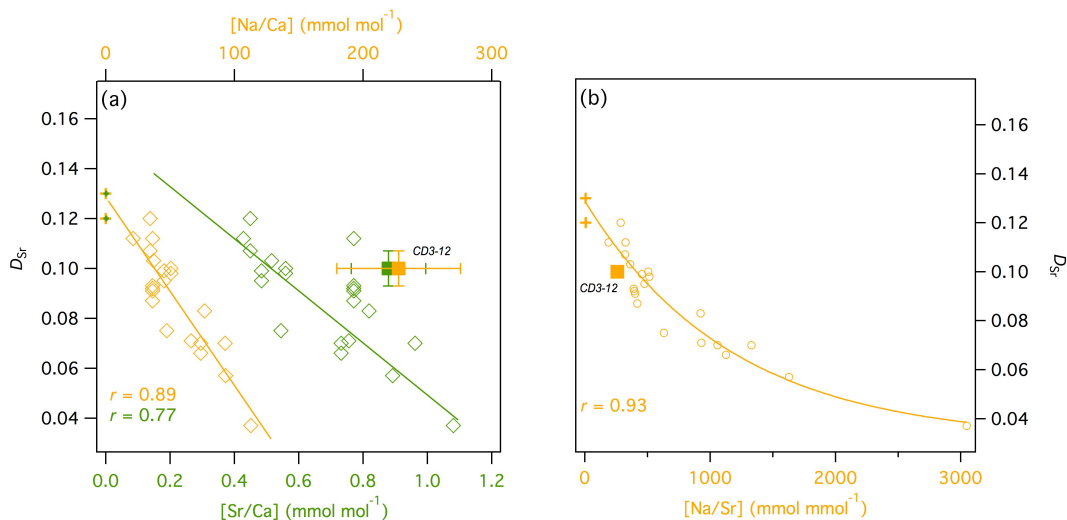 [Na/Ca] (mmol mol⁻¹)
0 100 200 300
(a)
D_Sr
0.16
0.14
0.12
0.10
0.08
0.06
0.04
CD3-12
r = 0.89
r = 0.77
0.0 0.2 0.4 0.6 0.8 1.0 1.2
[Sr/Ca] (mmol mol⁻¹)
(b)
0.16
0.14
0.12
0.10
0.08
0.06
0.04
D_Sr
CD3-12
r = 0.93
0 1000 2000 3000
[Na/Sr] (mmol mmol⁻¹)